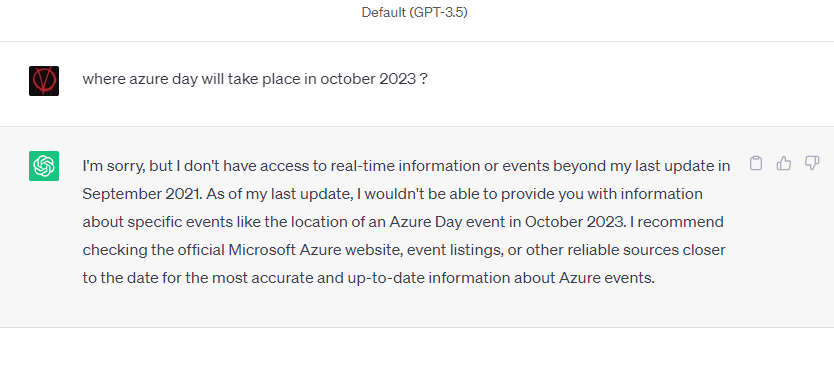 Default (GPT-3.5)
where azure day will take place in october 2023 ?
I'm sorry, but I don't have access to real-time information or events beyond my last update in
September 2021. As of my last update, I wouldn't be able to provide you with information
about specific events like the location of an Azure Day event in October 2023. I recommend
checking the official Microsoft Azure website, event listings, or other reliable sources closer
to the date for the most accurate and up-to-date information about Azure events.